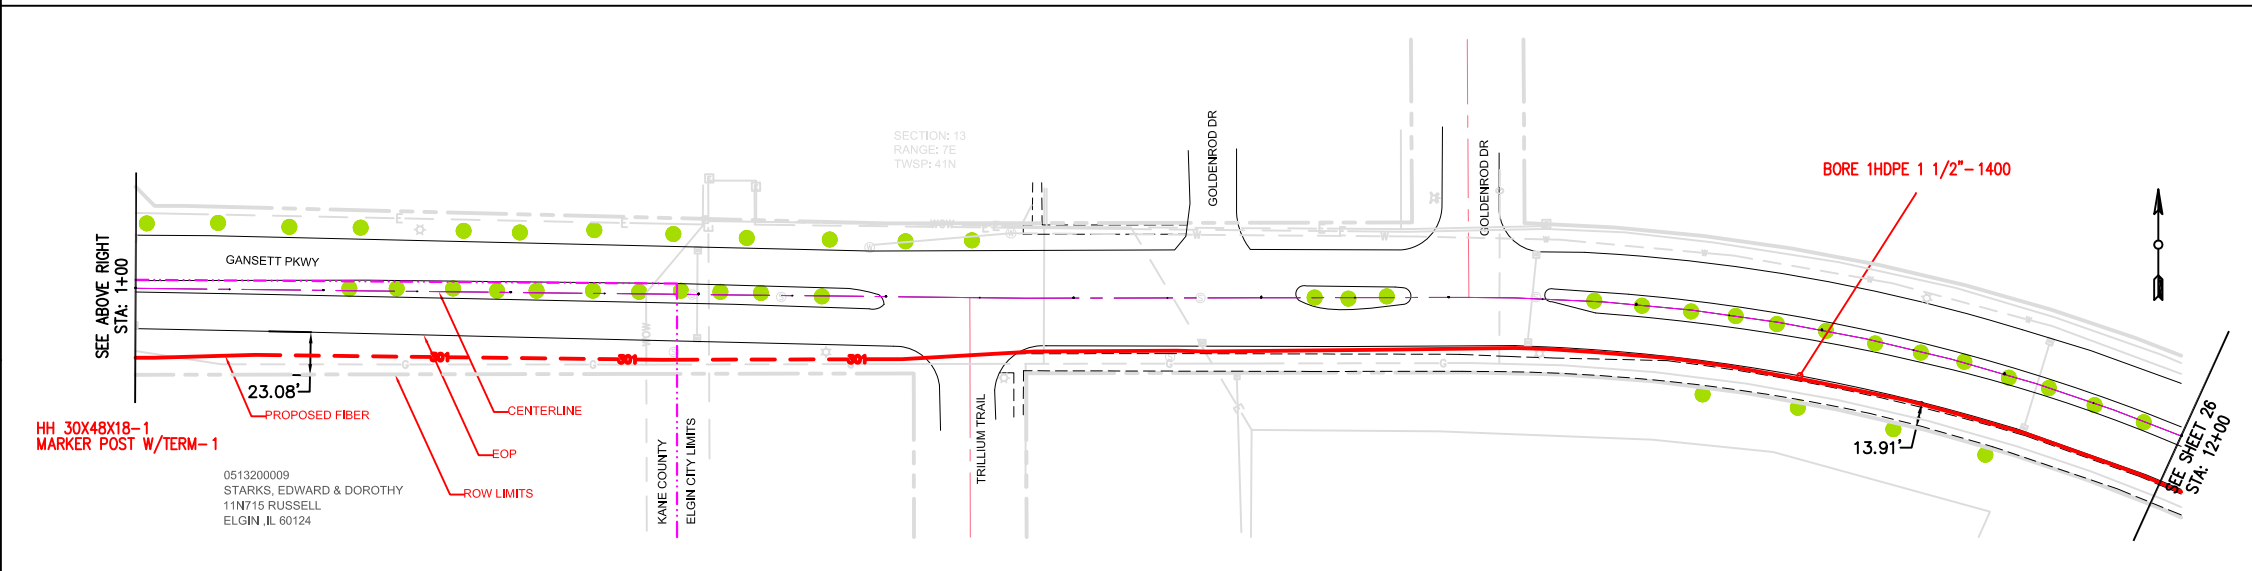 SECTION: 13
RANGE: 7E
TWSP: 41N
GOLDENROD DR
GOLDENROD DR
BORE 1HDPE 1 1/2"-1400
SEE ABOVE RIGHT
STA: 1+00
GANSETT PKWY
E
E
E
WOW
E
E
E
W
W
W
W
W
WOW
301
301
301
G
G
G
G
G
23.08'
PROPOSED FIBER
CENTERLINE
EOP
ROW LIMITS
HH 30X48X18-1
MARKER POST W/TERM-1
0513200009
STARKS, EDWARD & DOROTHY
11N715 RUSSELL
ELGIN ,IL 60124
KANE COUNTY
ELGIN CITY LIMITS
TRILLIUM TRAIL
13.91'
SEE SHEET 26
STA: 12+00